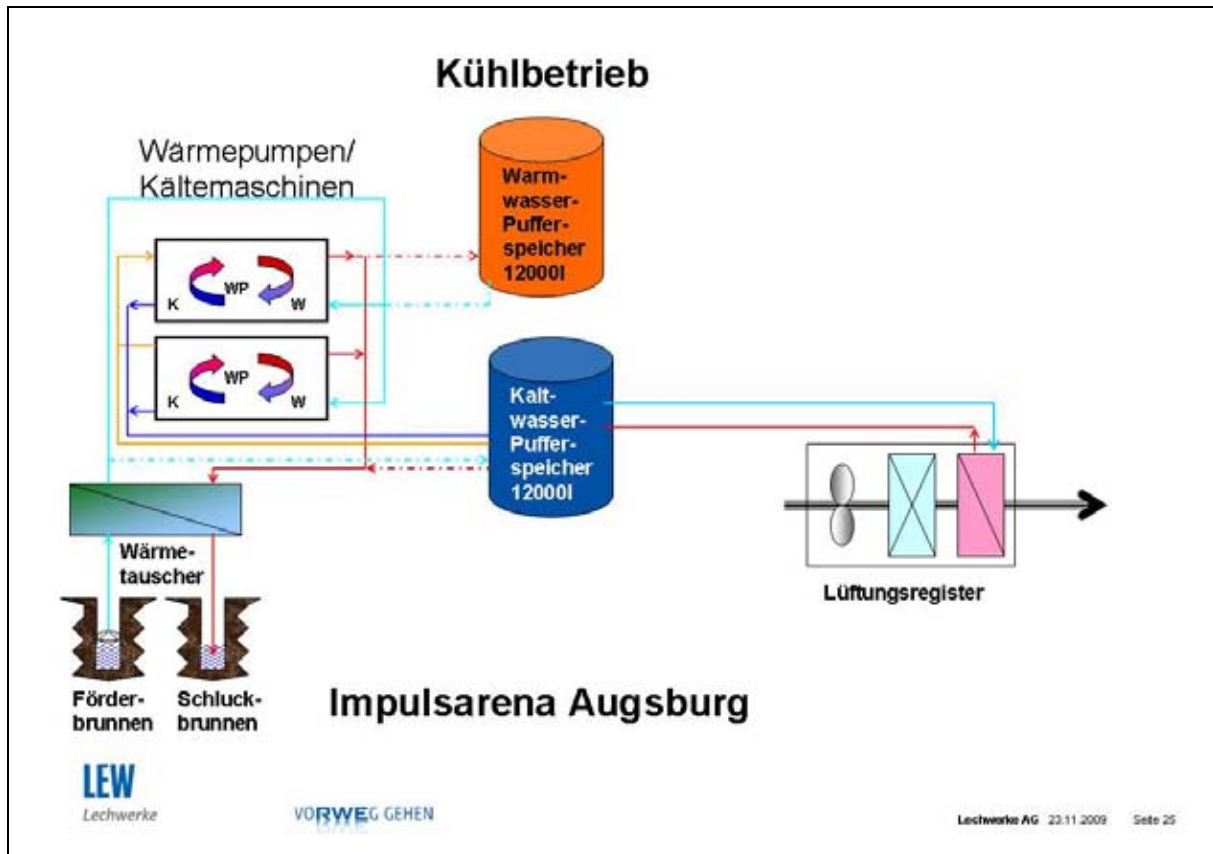 Kühlbetrieb
Wärmepumpen/
Kältemaschinen
Warm-
wasser-
Puffer-
speicher
12000l
K
WP
W
K
WP
W
Kalt-
wasser-
Puffer-
speicher
12000l
Wärme-
tauscher
Lüftungsregister
Förder-
brunnen
Schluck-
brunnen
Impulsarena Augsburg
LEW
Lechwerke
VORWEG GEHEN
Lechwerke AG 23.11.2009 Seite 25